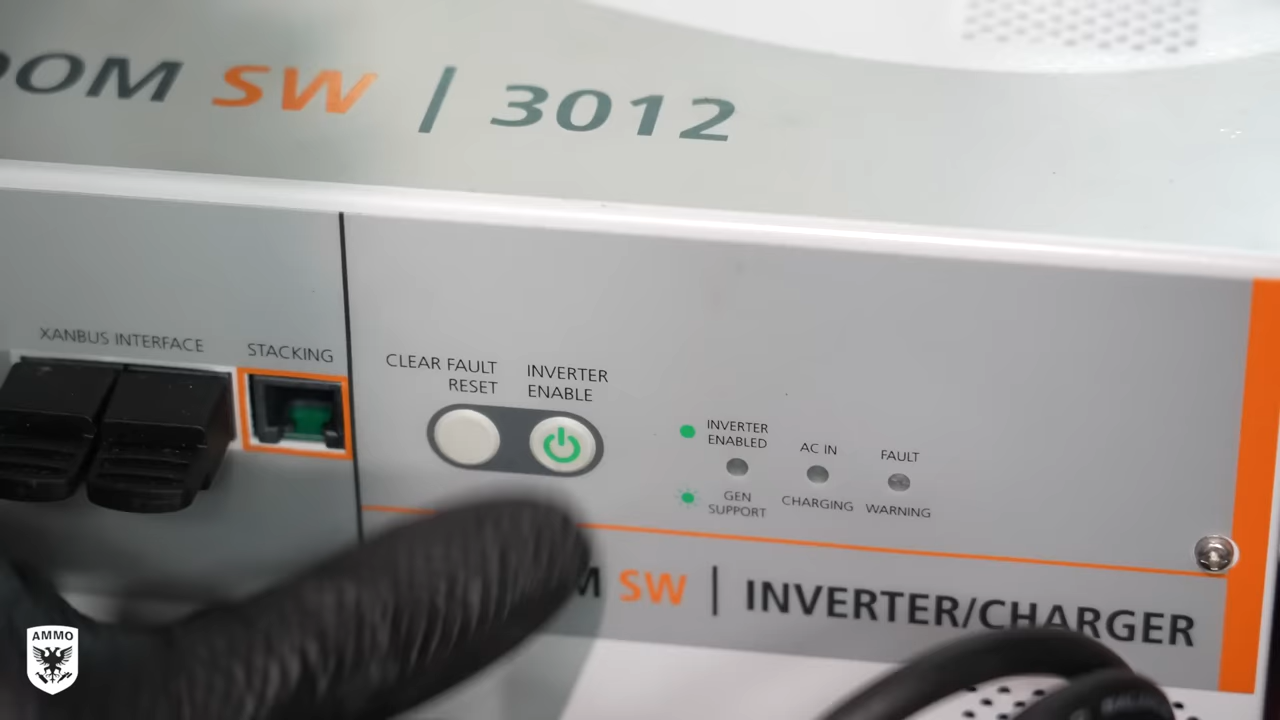 OOM SW | 3012
XANBUS INTERFACE
STACKING
CLEAR FAULT
RESET
INVERTER
ENABLE
INVERTER
ENABLED
GEN
SUPPORT
AC IN
CHARGING
FAULT
WARNING
M SW | INVERTER/CHARGER
AMMO